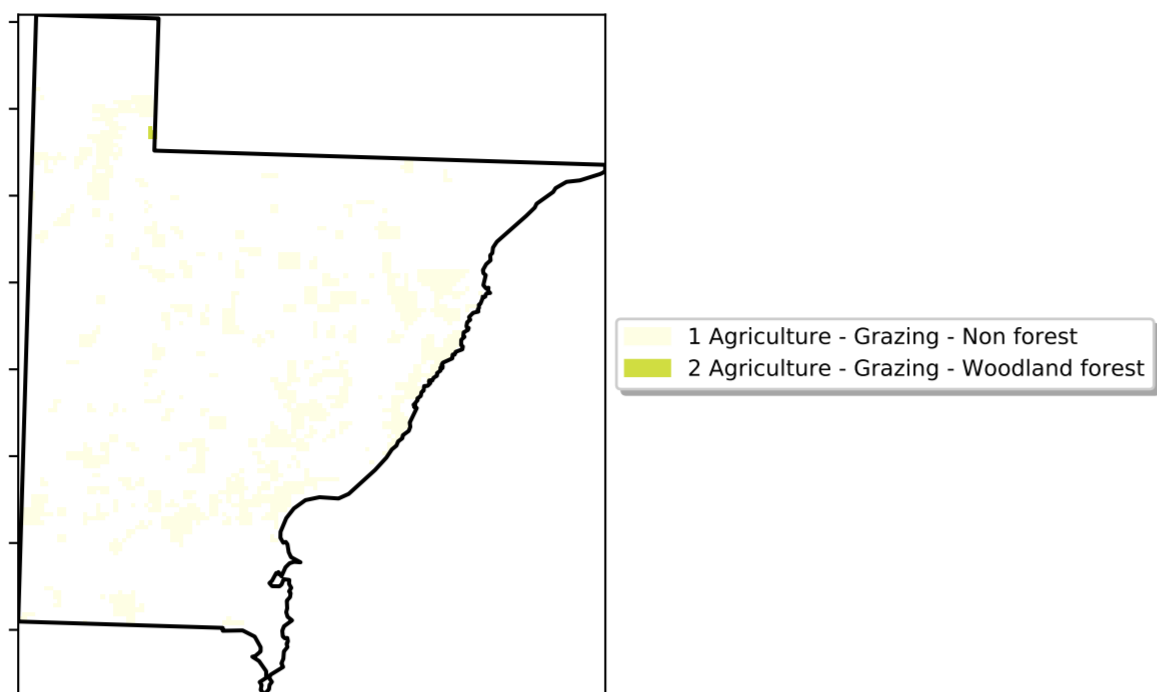 1 Agriculture - Grazing - Non forest
2 Agriculture - Grazing - Woodland forest